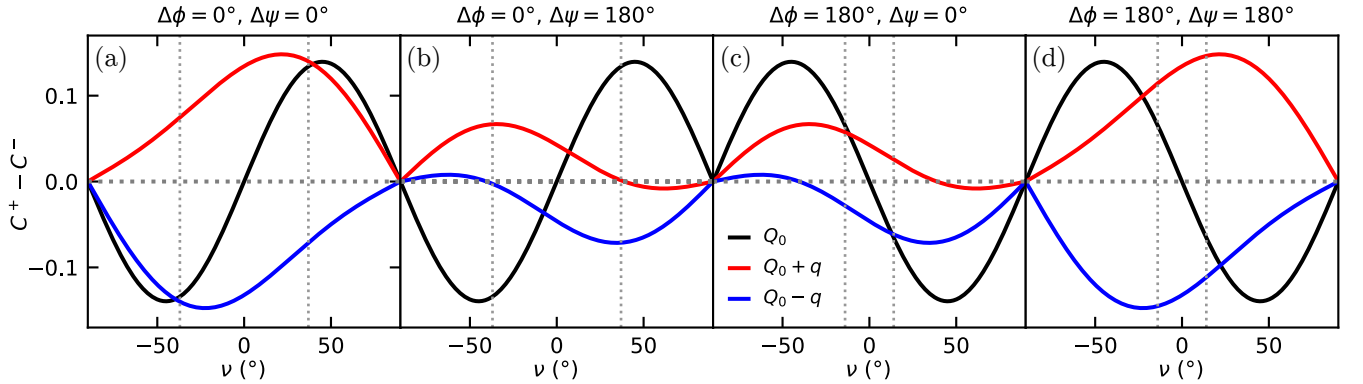 Δϕ = 0°, Δψ = 0°
Δϕ = 0°, Δψ = 180°
Δϕ = 180°, Δψ = 0°
Δϕ = 180°, Δψ = 180°
(a)
(b)
(c)
(d)
C⁺ − C⁻
0.1
0.0
−0.1
Q₀
Q₀ + q
Q₀ − q
−50 0 50
−50 0 50
−50 0 50
−50 0 50
ν (°)
ν (°)
ν (°)
ν (°)